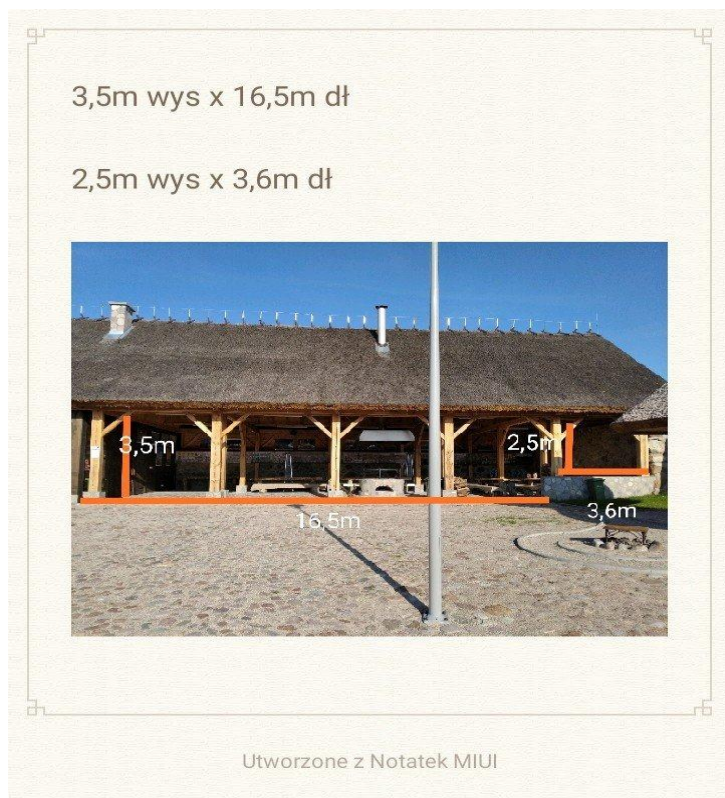 3,5m wys x 16,5m dł
2,5m wys x 3,6m dł
3,5m
2,5m
3,6m
16,5m
Utworzone z Notatek MIUI